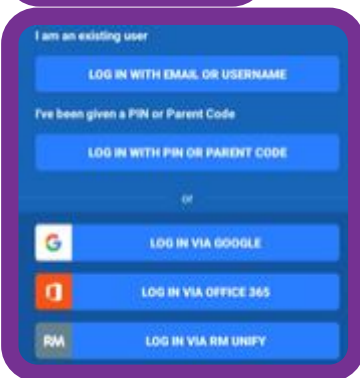 I am an existing user
LOG IN WITH EMAIL OR USERNAME
I've been given a PIN or Parent Code
LOG IN WITH PIN OR PARENT CODE
or
G LOG IN VIA GOOGLE
LOG IN VIA OFFICE 365
RM LOG IN VIA RM UNIFY